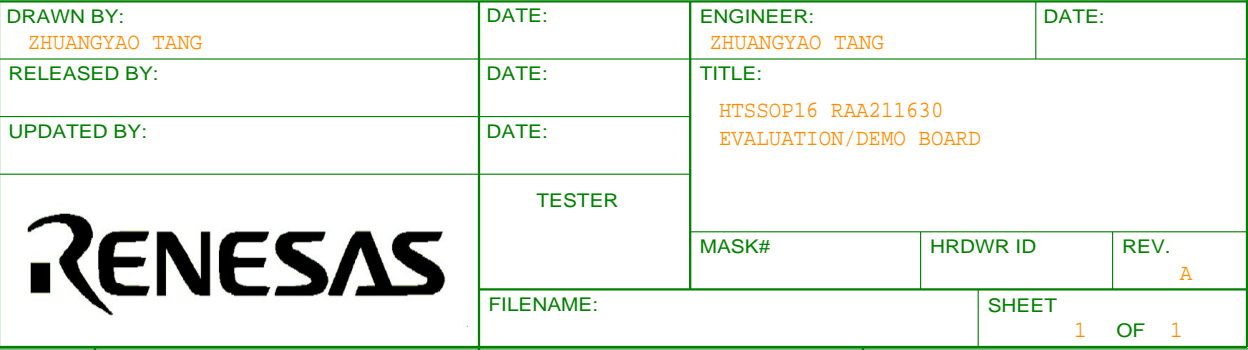 DRAWN BY:
ZHUANGYAO TANG
DATE:
ENGINEER:
ZHUANGYAO TANG
DATE:
RELEASED BY:
DATE:
TITLE:
HTSSOP16 RAA211630
EVALUATION/DEMO BOARD
UPDATED BY:
DATE:
RENESAS
TESTER
MASK#
HRDWR ID
REV.
A
FILENAME:
SHEET
1 OF 1